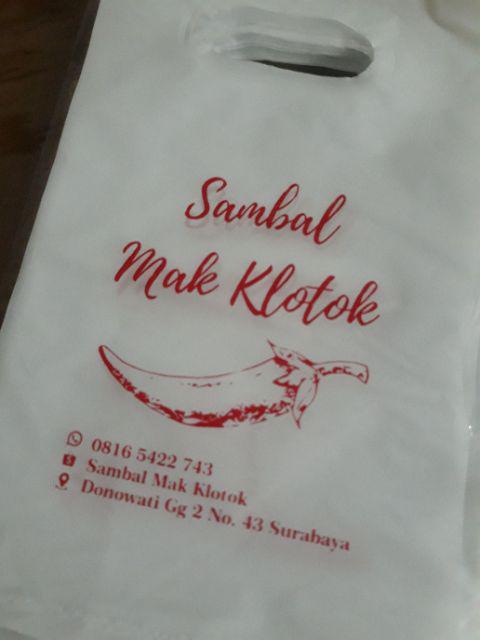 Sambal
Mak Klotok
0816 5422 743
Sambal Mak Klotok
Donowati Gg 2 No. 43 Surabaya